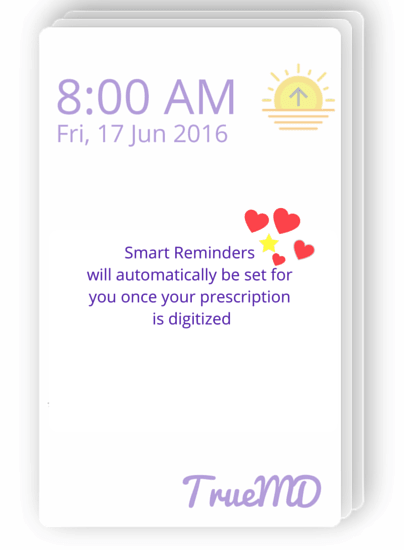 8:00 AM
Fri, 17 Jun 2016
Smart Reminders
will automatically be set for
you once your prescription
is digitized
TrueMD